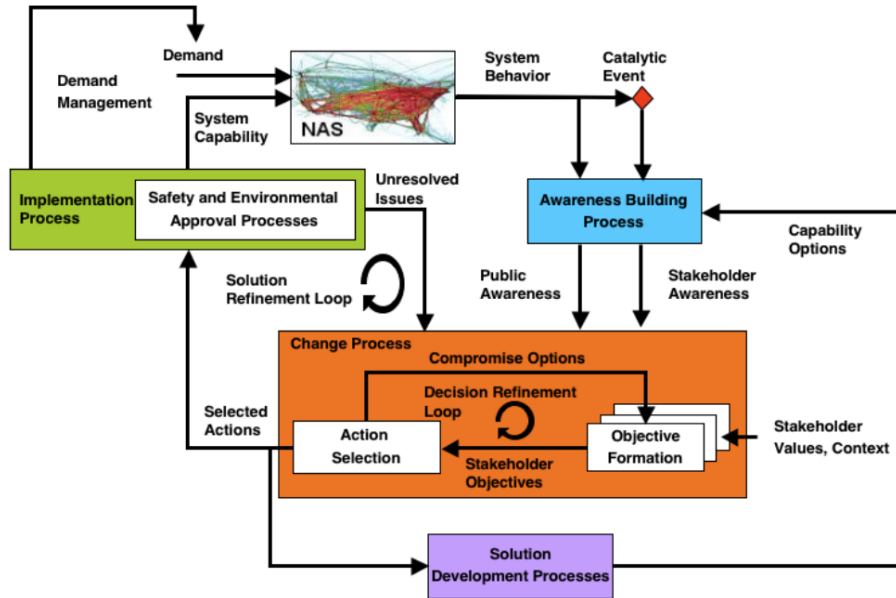 Demand
Demand
Management
System
Capability
NAS
System
Behavior
Catalytic
Event
Implementation
Process
Safety and Environmental
Approval Processes
Unresolved
Issues
Awareness Building
Process
Capability
Options
Solution
Refinement Loop
Public
Awareness
Stakeholder
Awareness
Change Process
Compromise Options
Decision Refinement
Loop
Selected
Actions
Action
Selection
Objective
Formation
Stakeholder
Values, Context
Stakeholder
Objectives
Solution
Development Processes